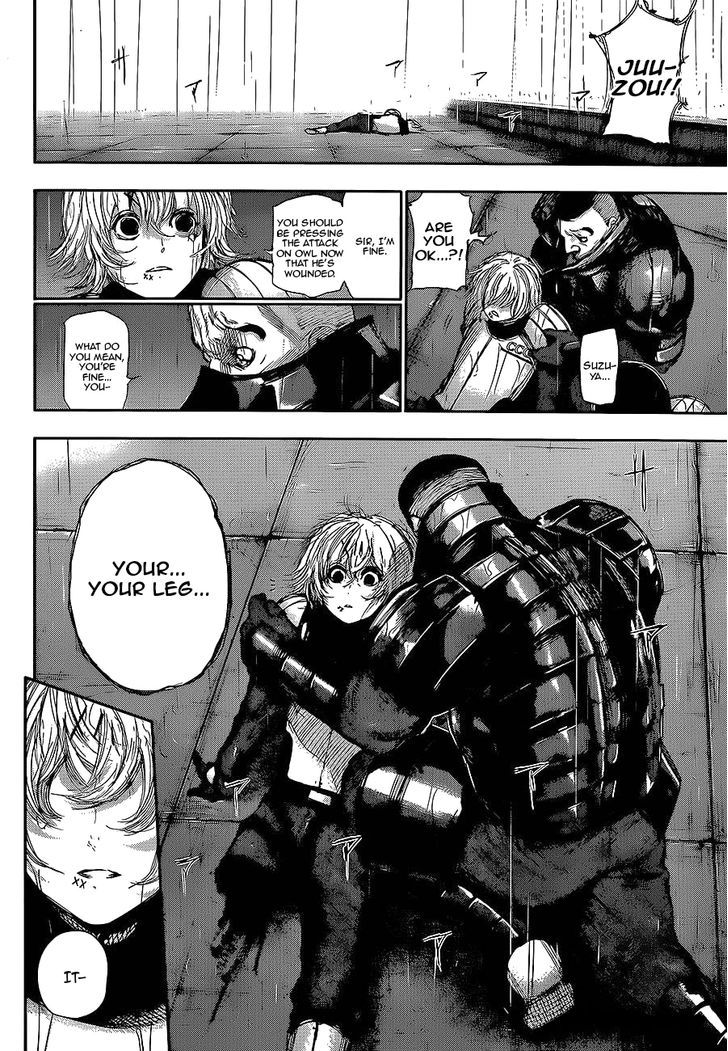 JUU-
ZOU!!
ARE
YOU
OK...?!
SUZU-
YA...
SIR, I'M
FINE.
YOU SHOULD
BE PRESSING
THE ATTACK
ON OWL NOW
THAT HE'S
WOUNDED.
WHAT DO
YOU MEAN,
YOU'RE
FINE...
YOU-
YOUR...
YOUR LEG...
IT-